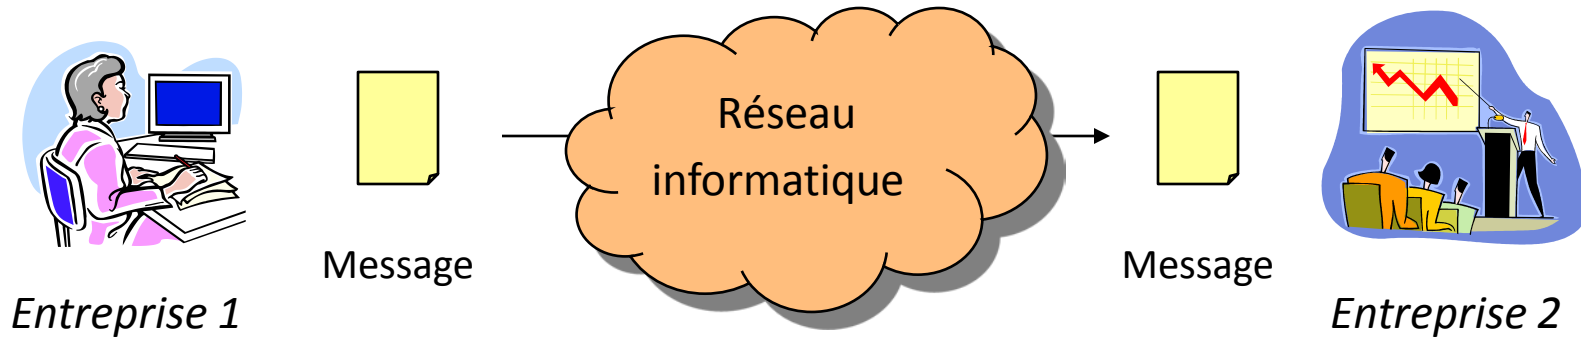 Réseau
informatique
Message
Message
Entreprise 1
Entreprise 2